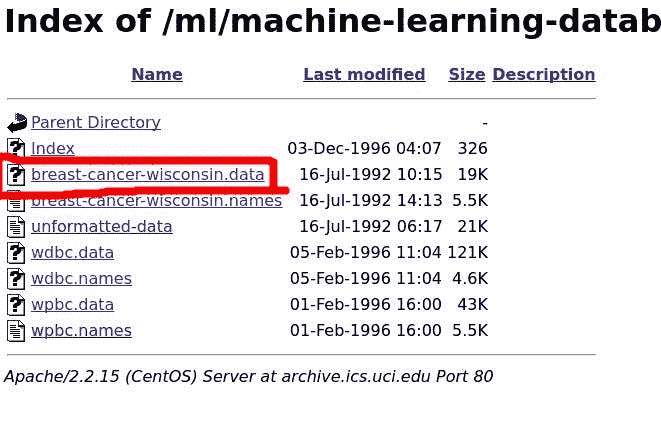 Index of /ml/machine-learning-datab
Name Last modified Size Description
Parent Directory -
Index 03-Dec-1996 04:07 326
breast-cancer-wisconsin.data 16-Jul-1992 10:15 19K
breast-cancer-wisconsin.names 16-Jul-1992 14:13 5.5K
unformatted-data 16-Jul-1992 06:17 21K
wdbc.data 05-Feb-1996 11:04 121K
wdbc.names 05-Feb-1996 11:04 4.6K
wpbc.data 01-Feb-1996 16:00 43K
wpbc.names 01-Feb-1996 16:00 5.5K
Apache/2.2.15 (CentOS) Server at archive.ics.uci.edu Port 80